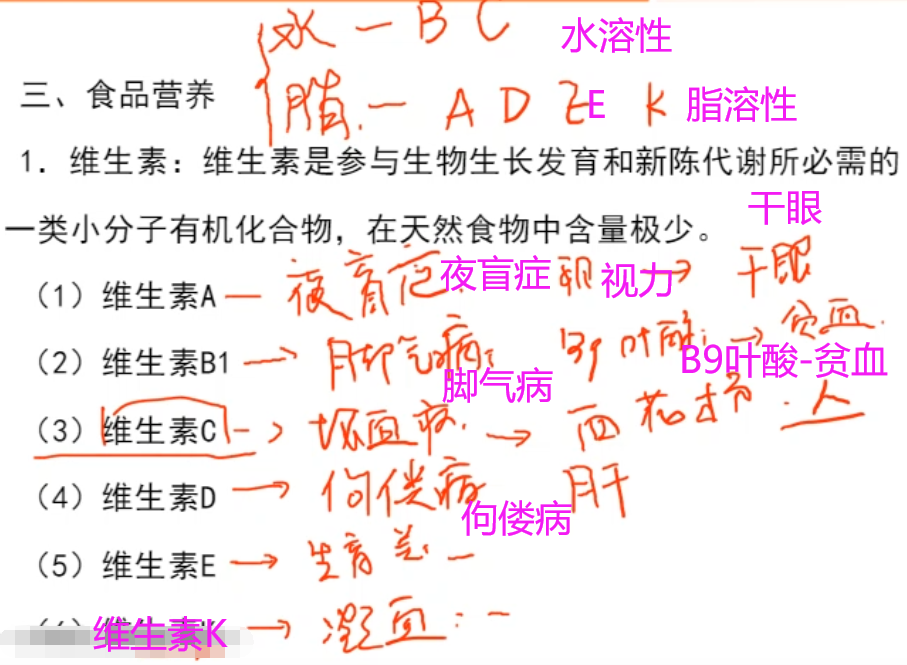 水 — B C 水溶性
三、食品营养
脂 — A D E E K 脂溶性
1. 维生素：维生素是参与生物生长发育和新陈代谢所必需的
一类小分子有机化合物，在天然食物中含量极少。
干眼
（1）维生素A — 夜盲症 夜盲症 视力 → 干眼
（2）维生素B1 → 脚气病; B9叶酸; → 贫血.
脚气病 B9叶酸-贫血
（3）维生素C → 坏血病. → 西 . 人
（4）维生素D → 佝偻病 肝
佝偻病
（5）维生素E → 生育差: —
维生素K → 凝血: —